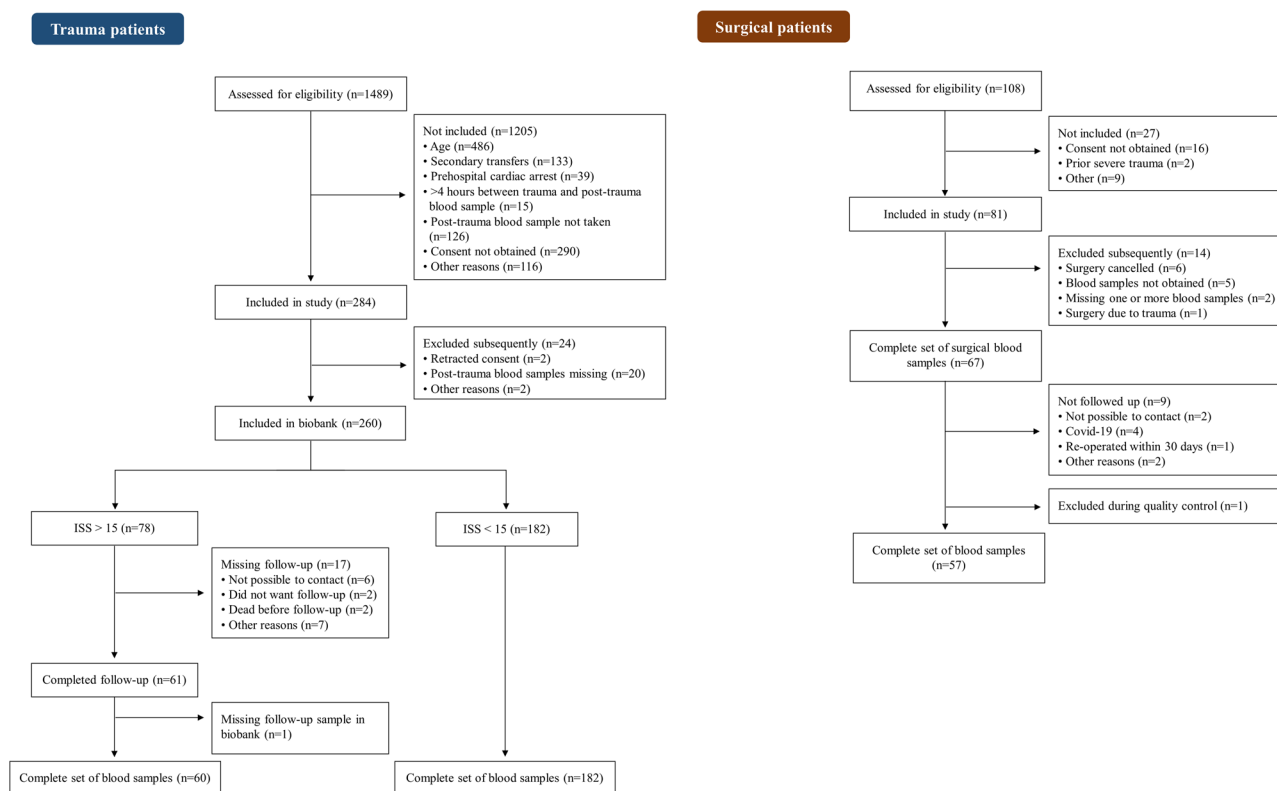 Trauma patients
Assessed for eligibility (n=1489)
Not included (n=1205)
• Age (n=486)
• Secondary transfers (n=133)
• Prehospital cardiac arrest (n=39)
• >4 hours between trauma and post-trauma
blood sample (n=15)
• Post-trauma blood sample not taken
(n=126)
• Consent not obtained (n=290)
• Other reasons (n=116)
Included in study (n=284)
Excluded subsequently (n=24)
• Retracted consent (n=2)
• Post-trauma blood samples missing (n=20)
• Other reasons (n=2)
Included in biobank (n=260)
ISS > 15 (n=78)
ISS < 15 (n=182)
Missing follow-up (n=17)
• Not possible to contact (n=6)
• Did not want follow-up (n=2)
• Dead before follow-up (n=2)
• Other reasons (n=7)
Completed follow-up (n=61)
Missing follow-up sample in
biobank (n=1)
Complete set of blood samples (n=60)
Complete set of blood samples (n=182)
Surgical patients
Assessed for eligibility (n=108)
Not included (n=27)
• Consent not obtained (n=16)
• Prior severe trauma (n=2)
• Other (n=9)
Included in study (n=81)
Excluded subsequently (n=14)
• Surgery cancelled (n=6)
• Blood samples not obtained (n=5)
• Missing one or more blood samples (n=2)
• Surgery due to trauma (n=1)
Complete set of surgical blood
samples (n=67)
Not followed up (n=9)
• Not possible to contact (n=2)
• Covid-19 (n=4)
• Re-operated within 30 days (n=1)
• Other reasons (n=2)
Excluded during quality control (n=1)
Complete set of blood samples
(n=57)